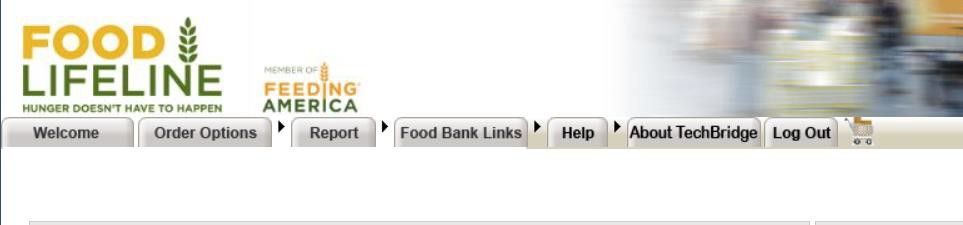 FOOD
LIFELINE
HUNGER DOESN'T HAVE TO HAPPEN
MEMBER OF
FEEDING
AMERICA
Welcome Order Options Report Food Bank Links Help About TechBridge Log Out